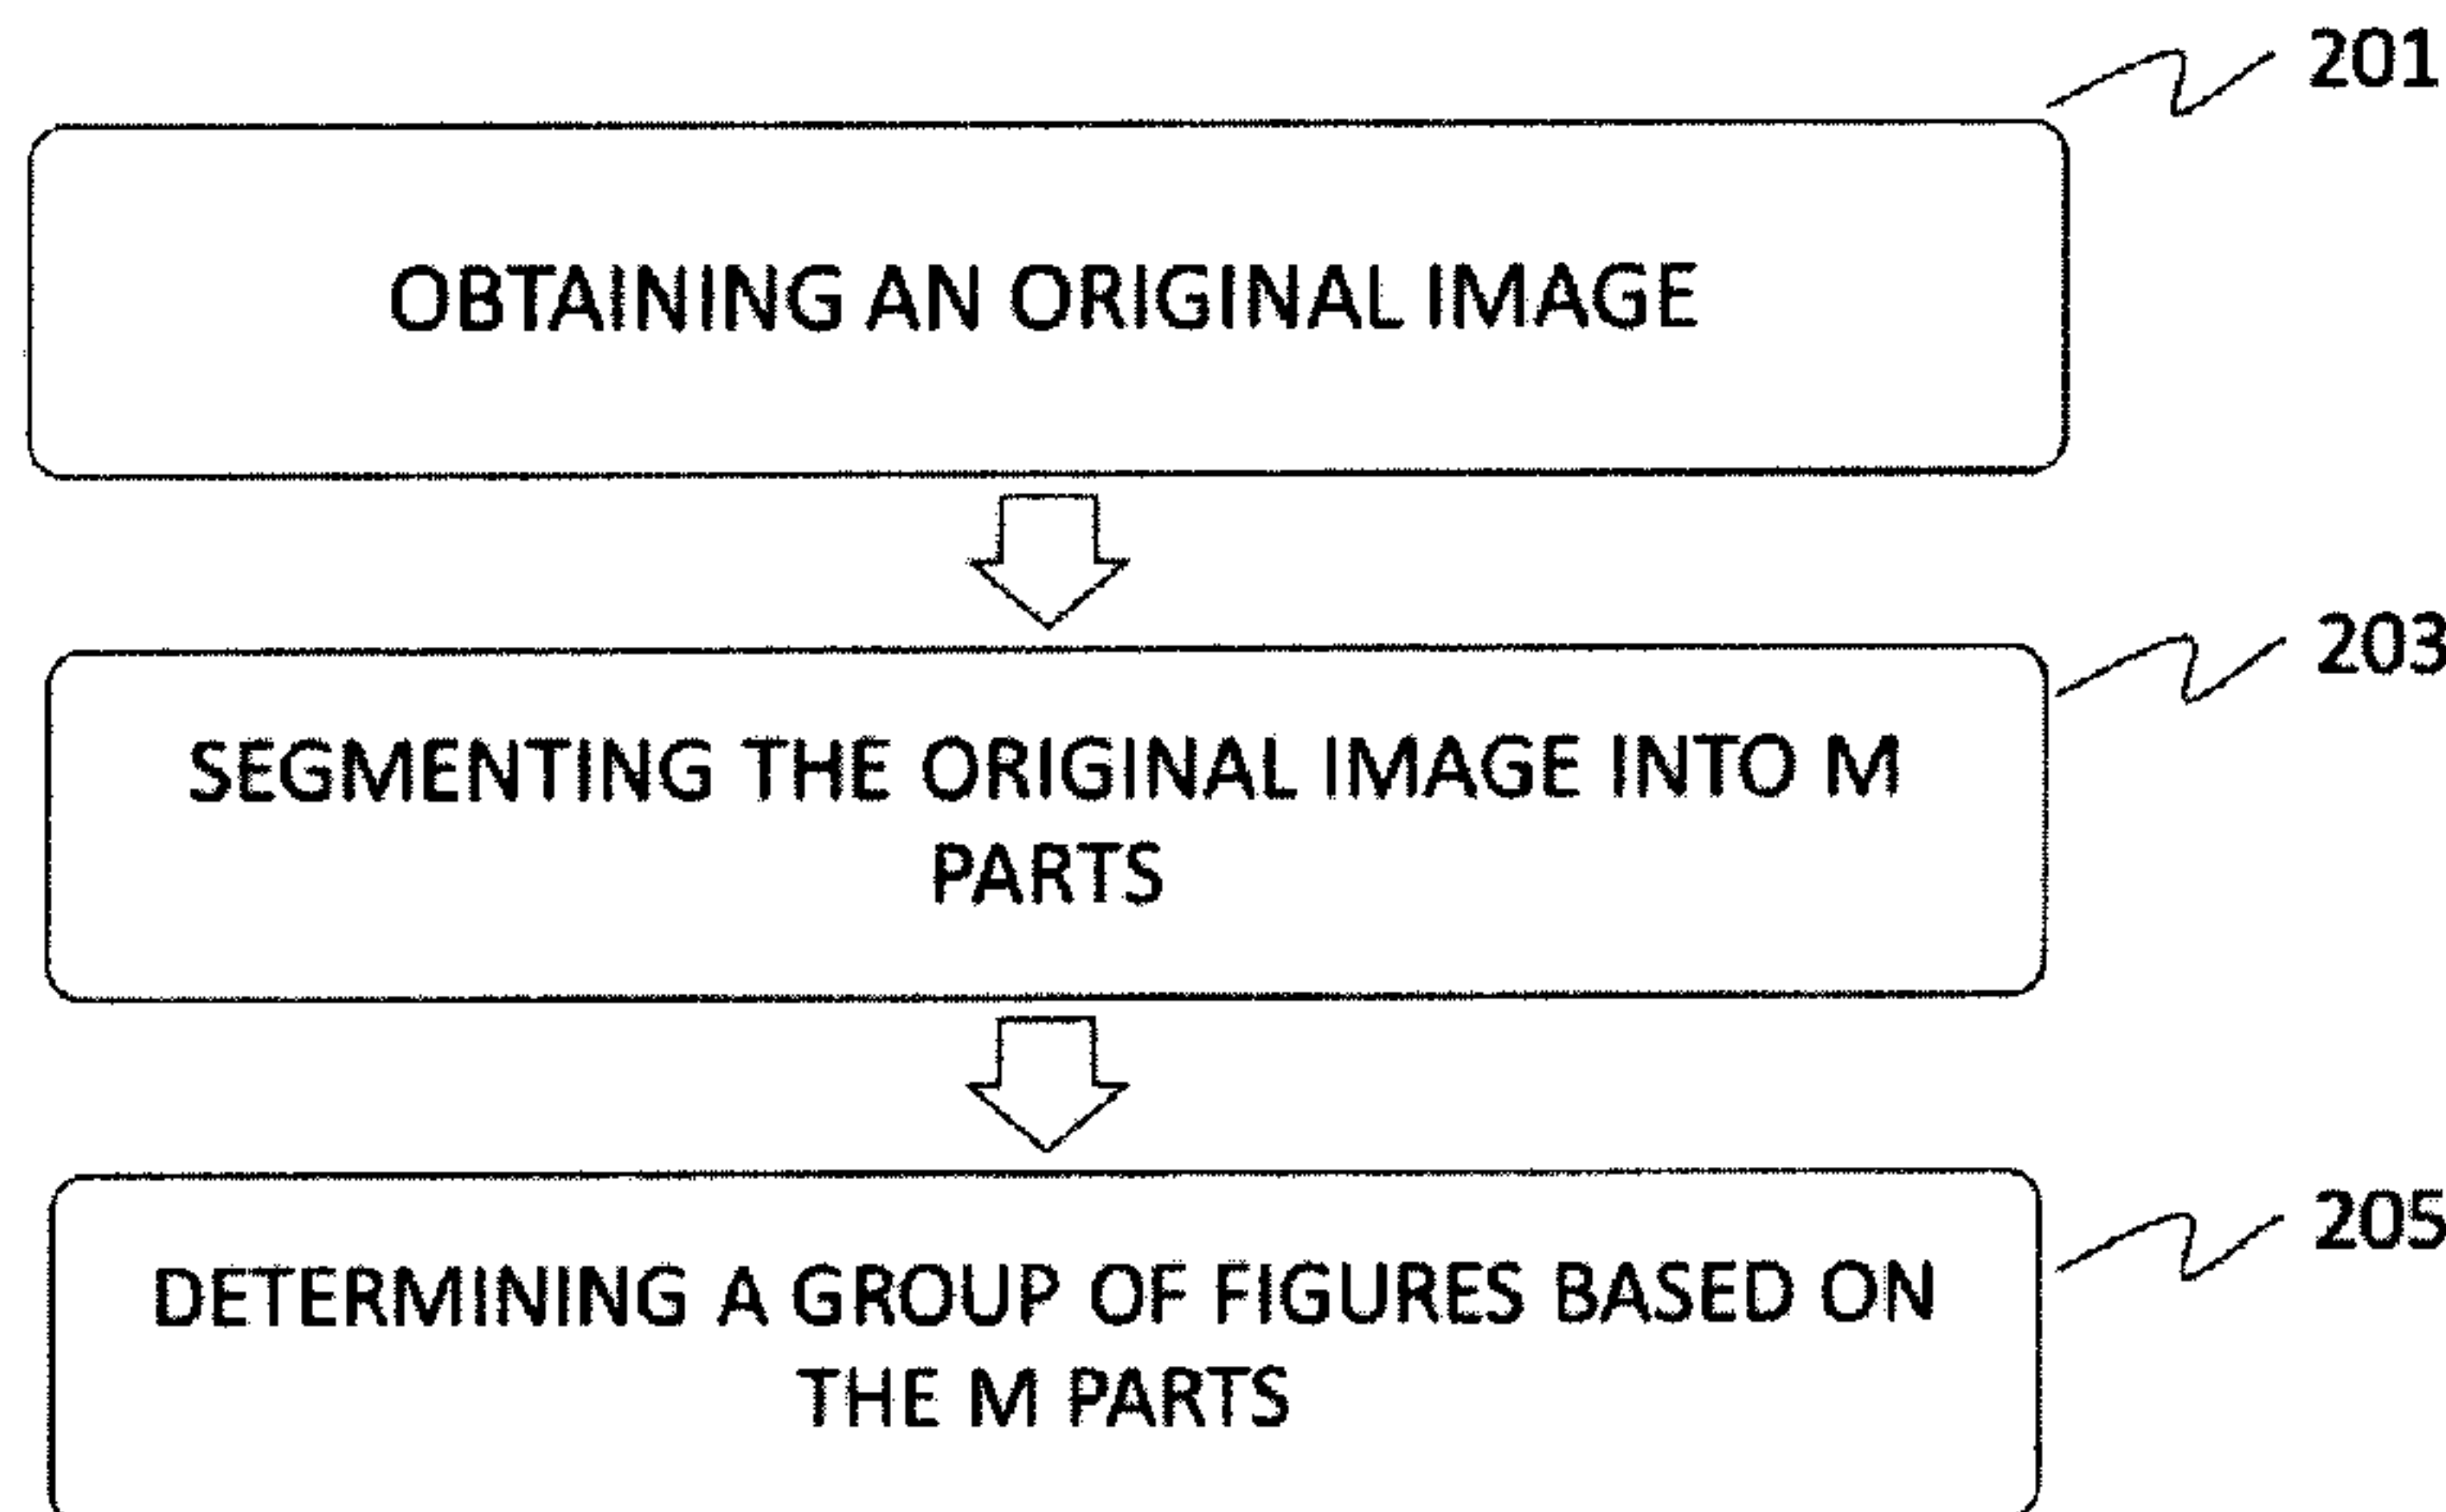 201
OBTAINING AN ORIGINAL IMAGE
203
SEGMENTING THE ORIGINAL IMAGE INTO M
PARTS
205
DETERMINING A GROUP OF FIGURES BASED ON
THE M PARTS